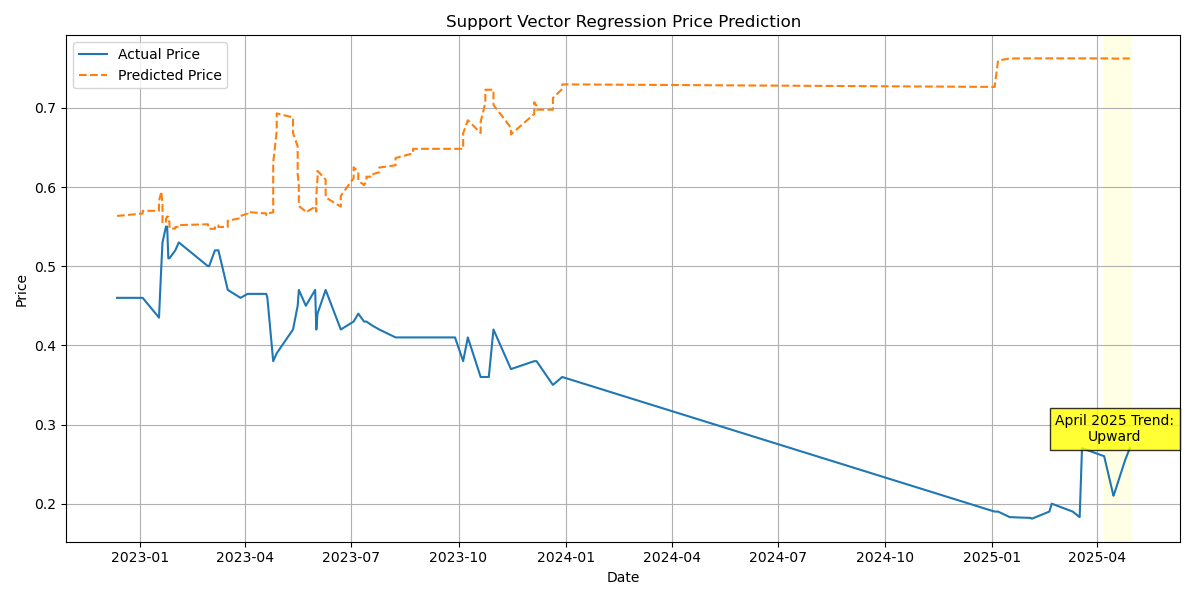 Support Vector Regression Price Prediction
Actual Price
Predicted Price
Price
0.7
0.6
0.5
0.4
0.3
0.2
April 2025 Trend:
Upward
2023-01 2023-04 2023-07 2023-10 2024-01 2024-04 2024-07 2024-10 2025-01 2025-04
Date